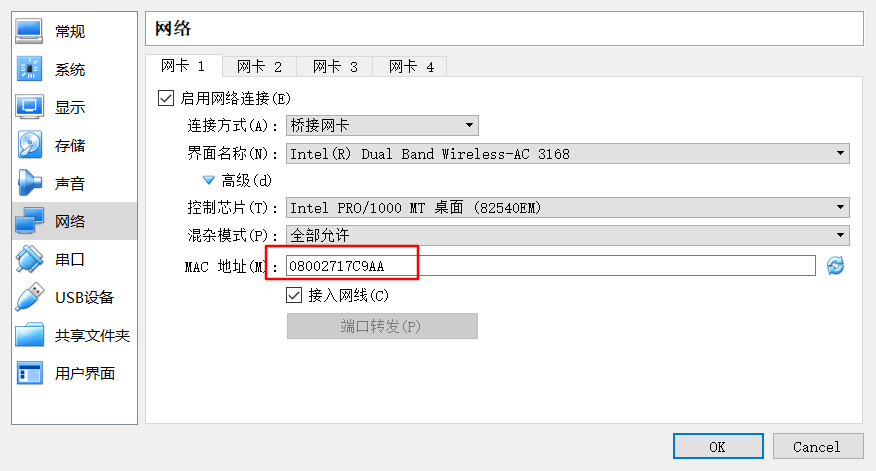 常规
系统
显示
存储
声音
网络
串口
USB设备
共享文件夹
用户界面
网络
网卡 1
网卡 2
网卡 3
网卡 4
启用网络连接(E)
连接方式(A): 桥接网卡
界面名称(N): Intel(R) Dual Band Wireless-AC 3168
高级(d)
控制芯片(T): Intel PRO/1000 MT 桌面 (82540EM)
混杂模式(P): 全部允许
MAC 地址(M): 08002717C9AA
接入网线(C)
端口转发(P)
OK
Cancel